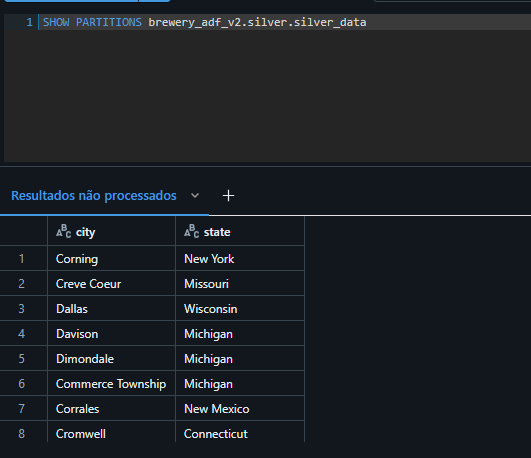 1 SHOW PARTITIONS brewery_adf_v2.silver.silver_data
Resultados não processados +
ABC city ABC state
1 Corning New York
2 Creve Coeur Missouri
3 Dallas Wisconsin
4 Davison Michigan
5 Dimondale Michigan
6 Commerce Township Michigan
7 Corrales New Mexico
8 Cromwell Connecticut